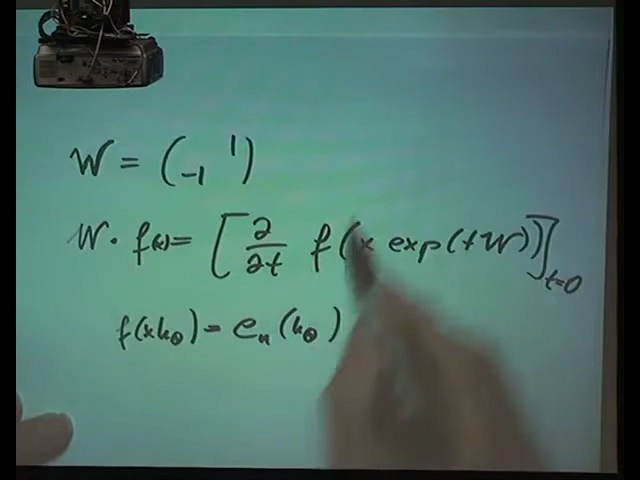 W = ( -1 1 )
W · f(x) = [ ∂/∂t f(x exp(tW)) ]t=0
f(xkθ) = en(kθ)